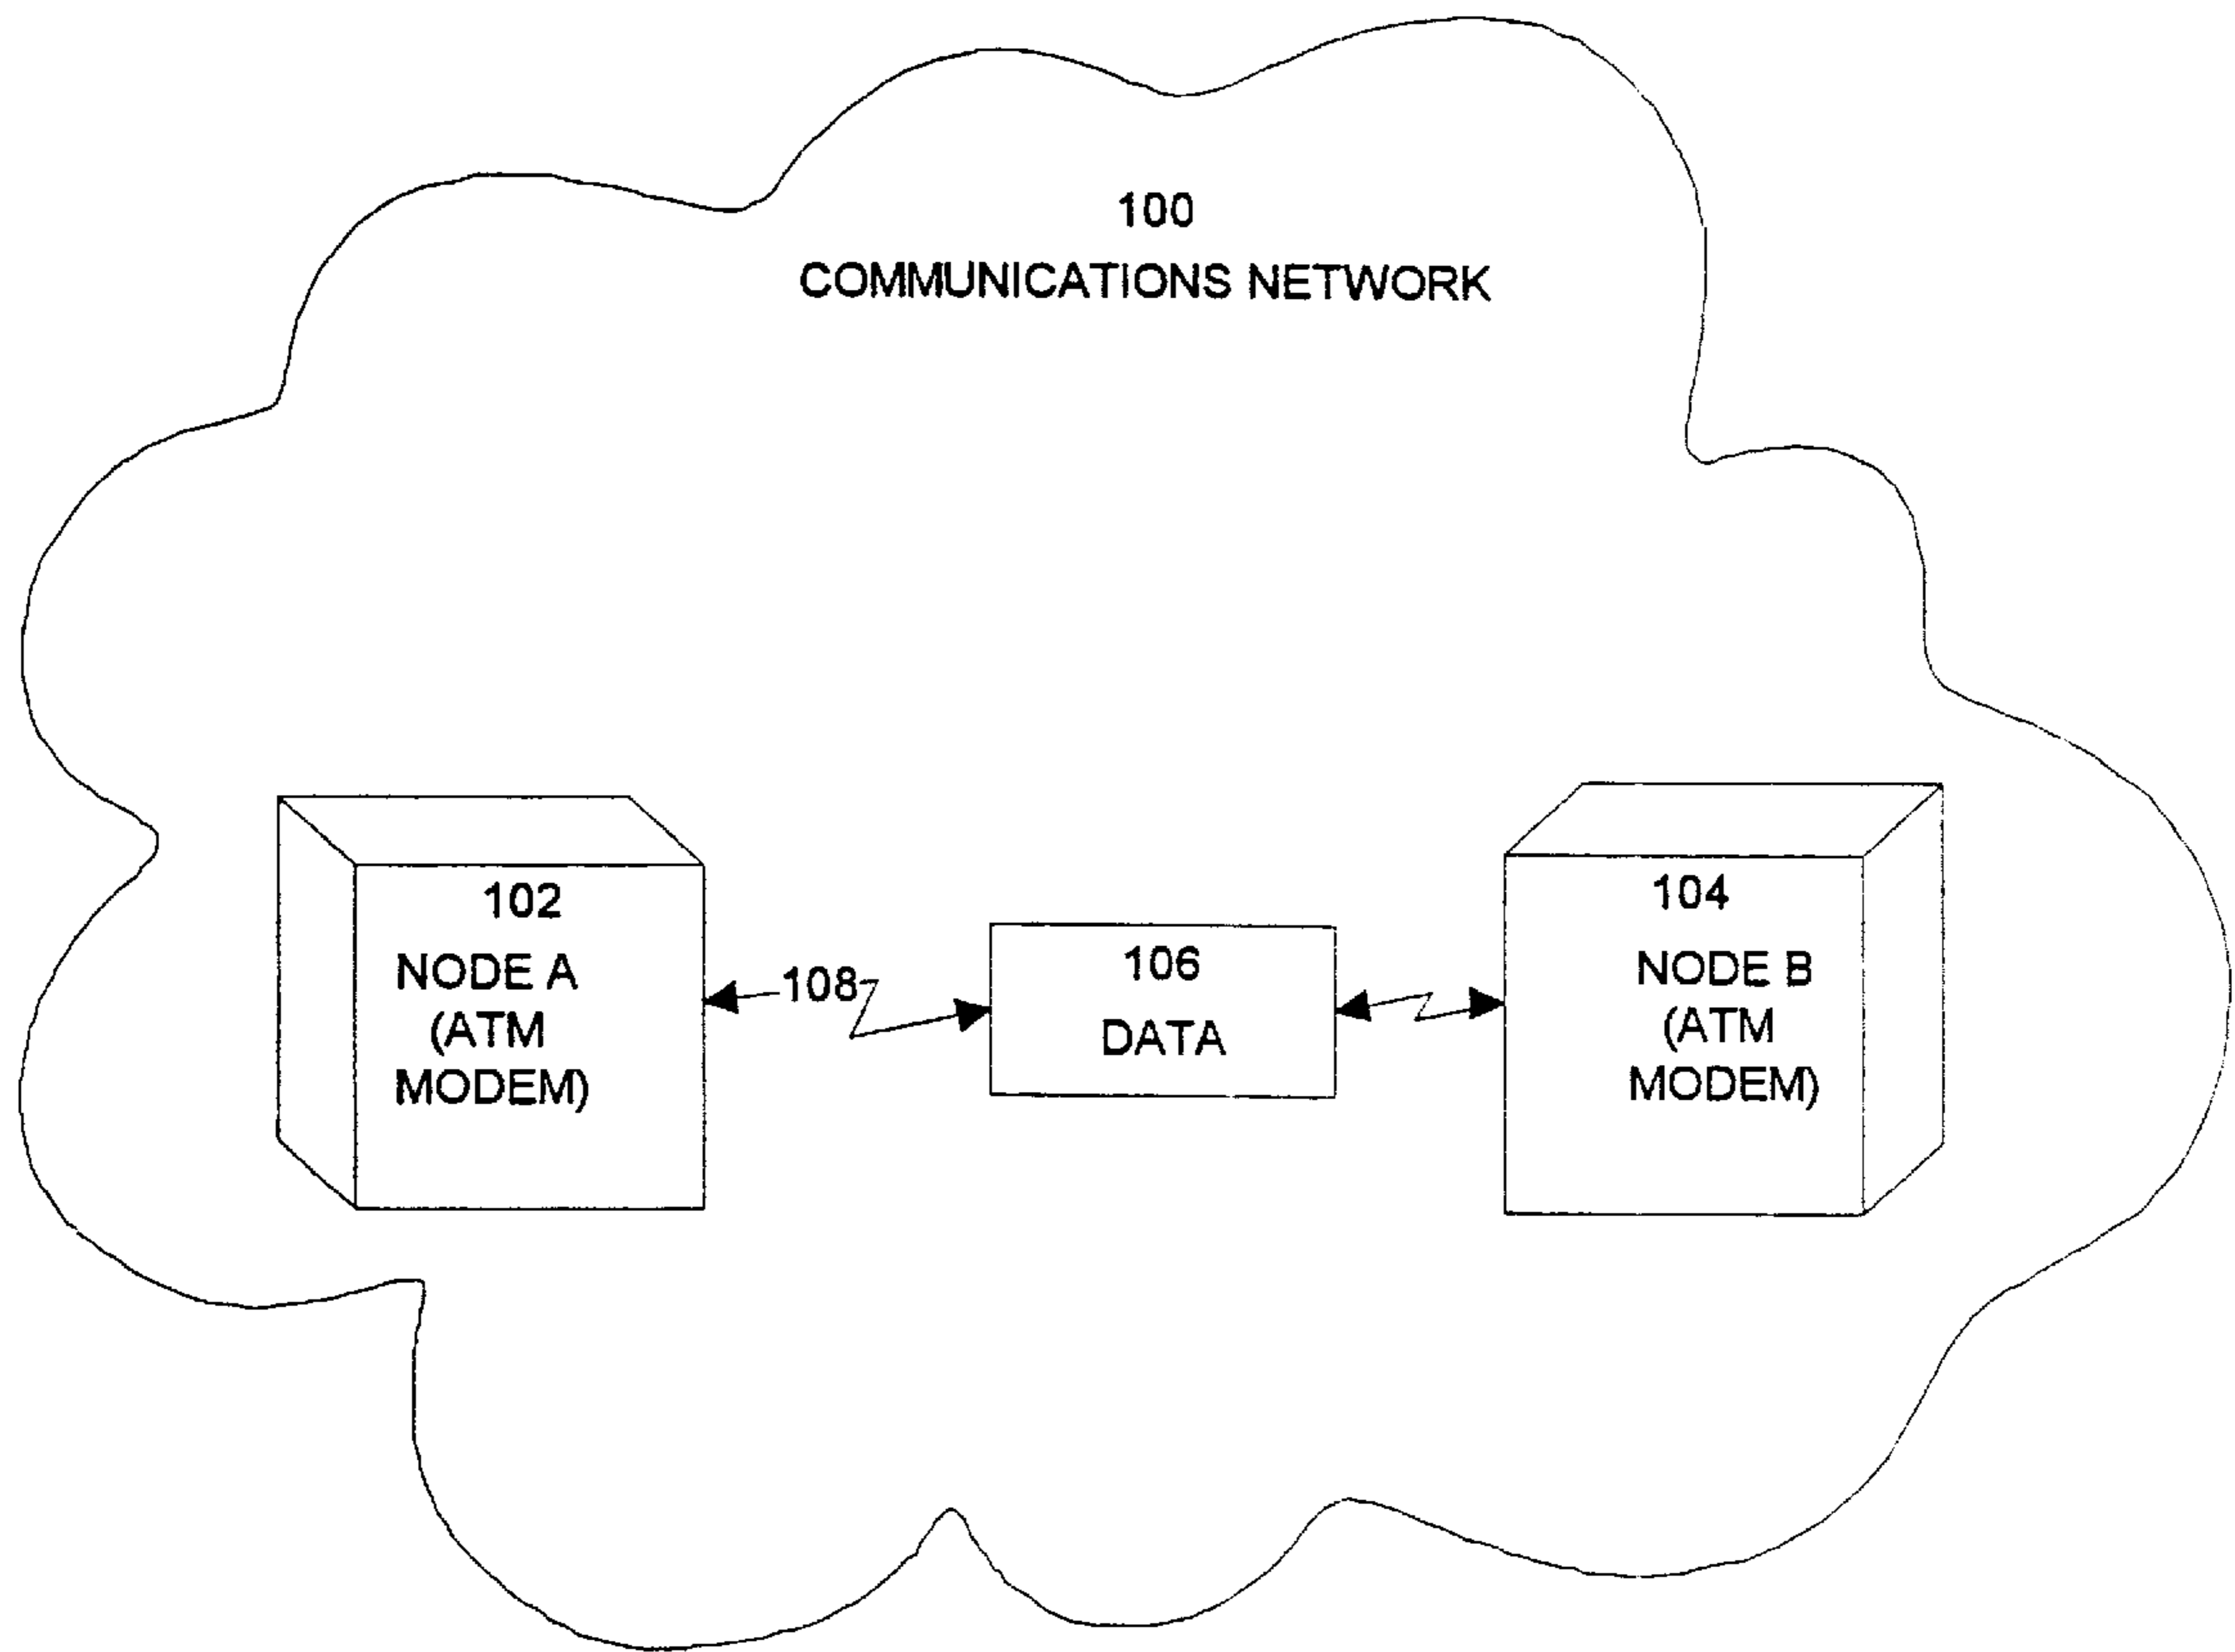 100
COMMUNICATIONS NETWORK
102
NODE A
(ATM
MODEM)
108
106
DATA
104
NODE B
(ATM
MODEM)